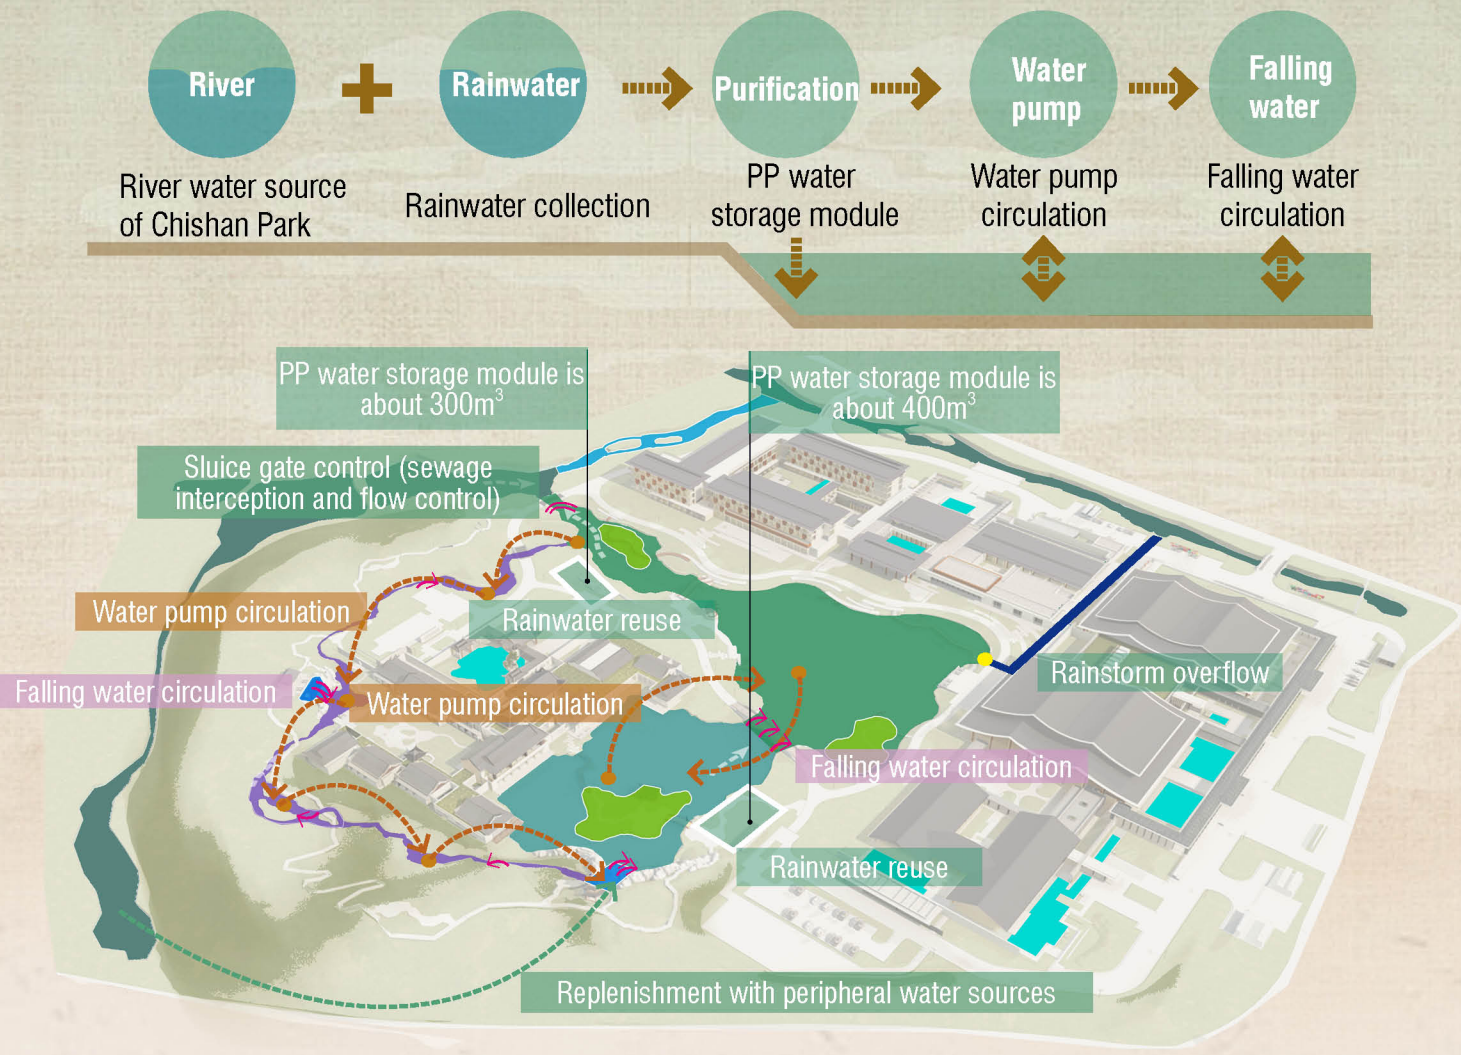 River
Rainwater
Purification
Water
pump
Falling
water
River water source
of Chishan Park
Rainwater collection
PP water
storage module
Water pump
circulation
Falling water
circulation
PP water storage module is
about 300m³
PP water storage module is
about 400m³
Sluice gate control (sewage
interception and flow control)
Water pump circulation
Rainwater reuse
Rainstorm overflow
Falling water circulation
Water pump circulation
Falling water circulation
Rainwater reuse
Replenishment with peripheral water sources